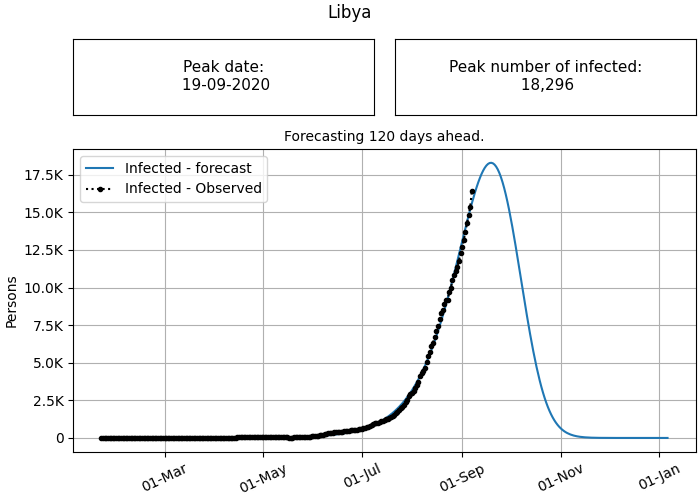 Libya
Peak date:
19-09-2020
Peak number of infected:
18,296
Forecasting 120 days ahead.
Infected - forecast
Infected - Observed
17.5K
15.0K
12.5K
10.0K
7.5K
5.0K
2.5K
0
Persons
01-Mar
01-May
01-Jul
01-Sep
01-Nov
01-Jan